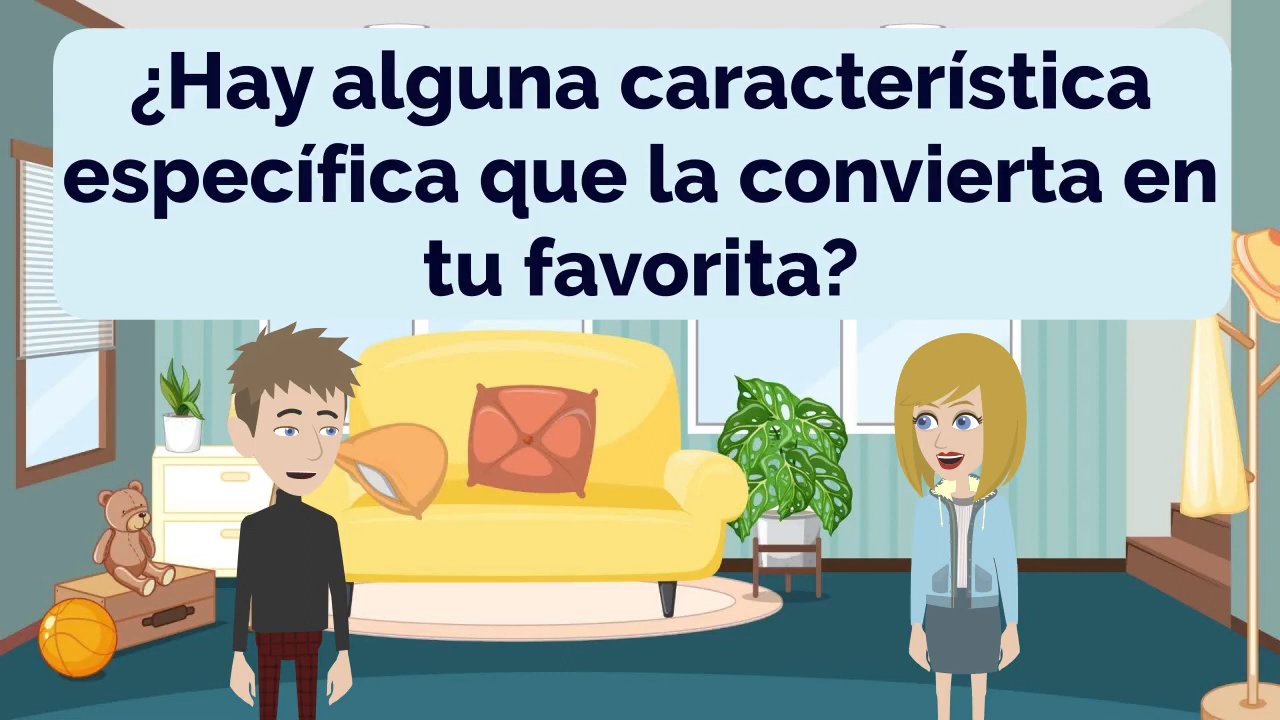 ¿Hay alguna característica
específica que la convierta en
tu favorita?